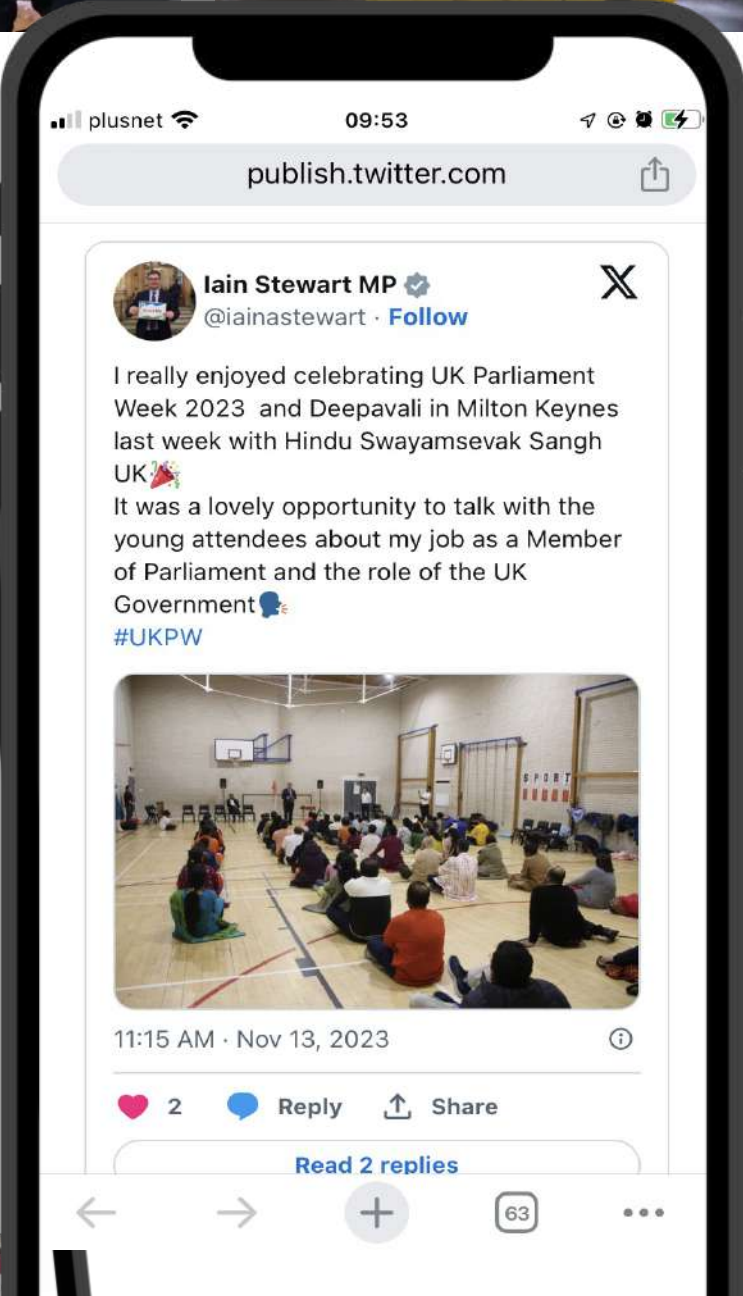 plusnet 09:53
publish.twitter.com
Iain Stewart MP
@iainastewart · Follow
I really enjoyed celebrating UK Parliament
Week 2023 and Deepavali in Milton Keynes
last week with Hindu Swayamsevak Sangh
UK🎉
It was a lovely opportunity to talk with the
young attendees about my job as a Member
of Parliament and the role of the UK
Government🗣️
#UKPW
SPORT
11:15 AM · Nov 13, 2023
2 Reply Share
Read 2 replies
63